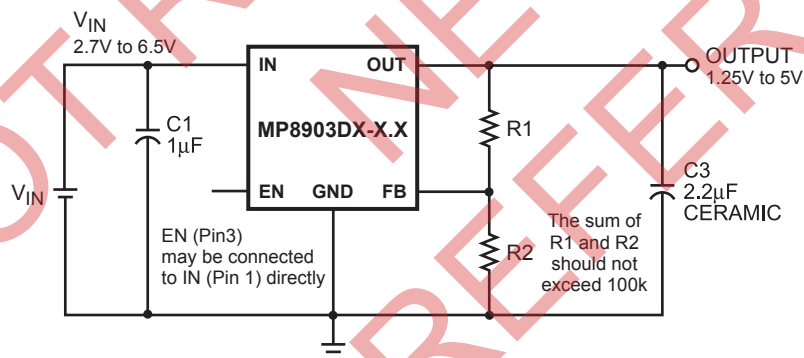 VIN
2.7V to 6.5V
IN
OUT
OUTPUT
1.25V to 5V
C1
1µF
MP8903DX-X.X
R1
VIN
EN
GND
FB
C3
2.2µF
CERAMIC
EN (Pin3)
may be connected
to IN (Pin 1) directly
R2
The sum of
R1 and R2
should not
exceed 100k
NE
REFER